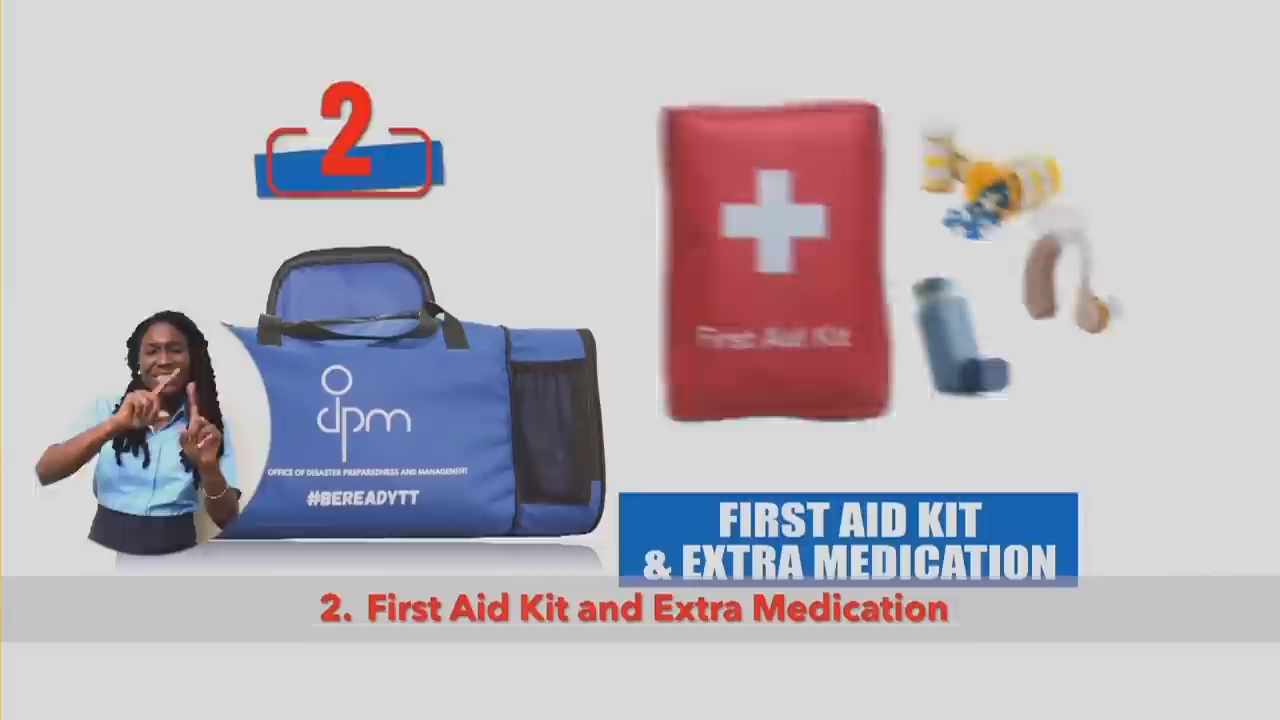 2
First Aid Kit
dpm
OFFICE OF DISASTER PREPAREDNESS AND MANAGEMENT
#BEREADYTT
FIRST AID KIT
& EXTRA MEDICATION
2. First Aid Kit and Extra Medication